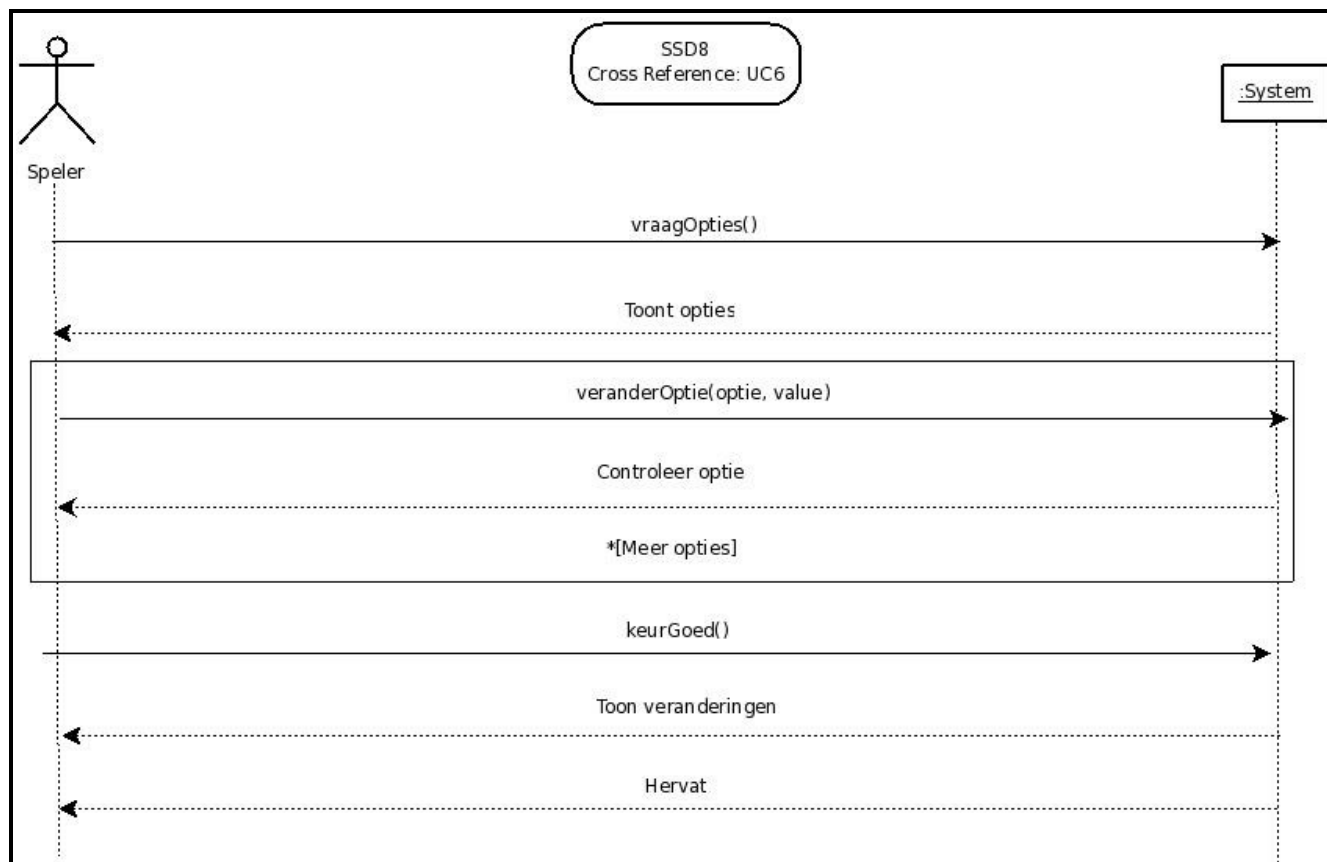 SSD8
Cross Reference: UC6
:System
Speler
vraagOpties()
Toont opties
veranderOptie(optie, value)
Controleer optie
*[Meer opties]
keurGoed()
Toon veranderingen
Hervat